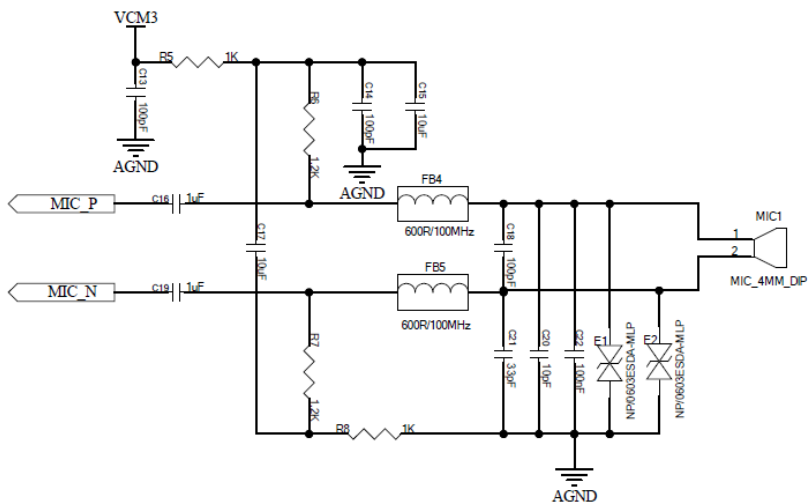 VCM3
R5
1K
C13
100pF
AGND
R6
1.2K
C14
100pF
C15
10uF
AGND
MIC_P
C16
1uF
FB4
600R/100MHz
C17
10uF
C18
100pF
MIC1
1
2
MIC_4MM_DIP
MIC_N
C19
1uF
FB5
600R/100MHz
R7
1.2K
C21
33pF
C20
10pF
C22
100nF
E1
NP/0603ESDA-MLP
E2
NP/0603ESDA-MLP
R8
1K
AGND